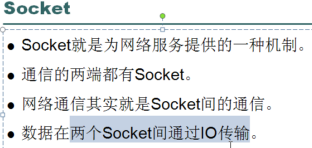 Socket
● Socket就是为网络服务提供的一种机制。
● 通信的两端都有Socket。
● 网络通信其实就是Socket间的通信。
● 数据在两个Socket间通过IO传输。